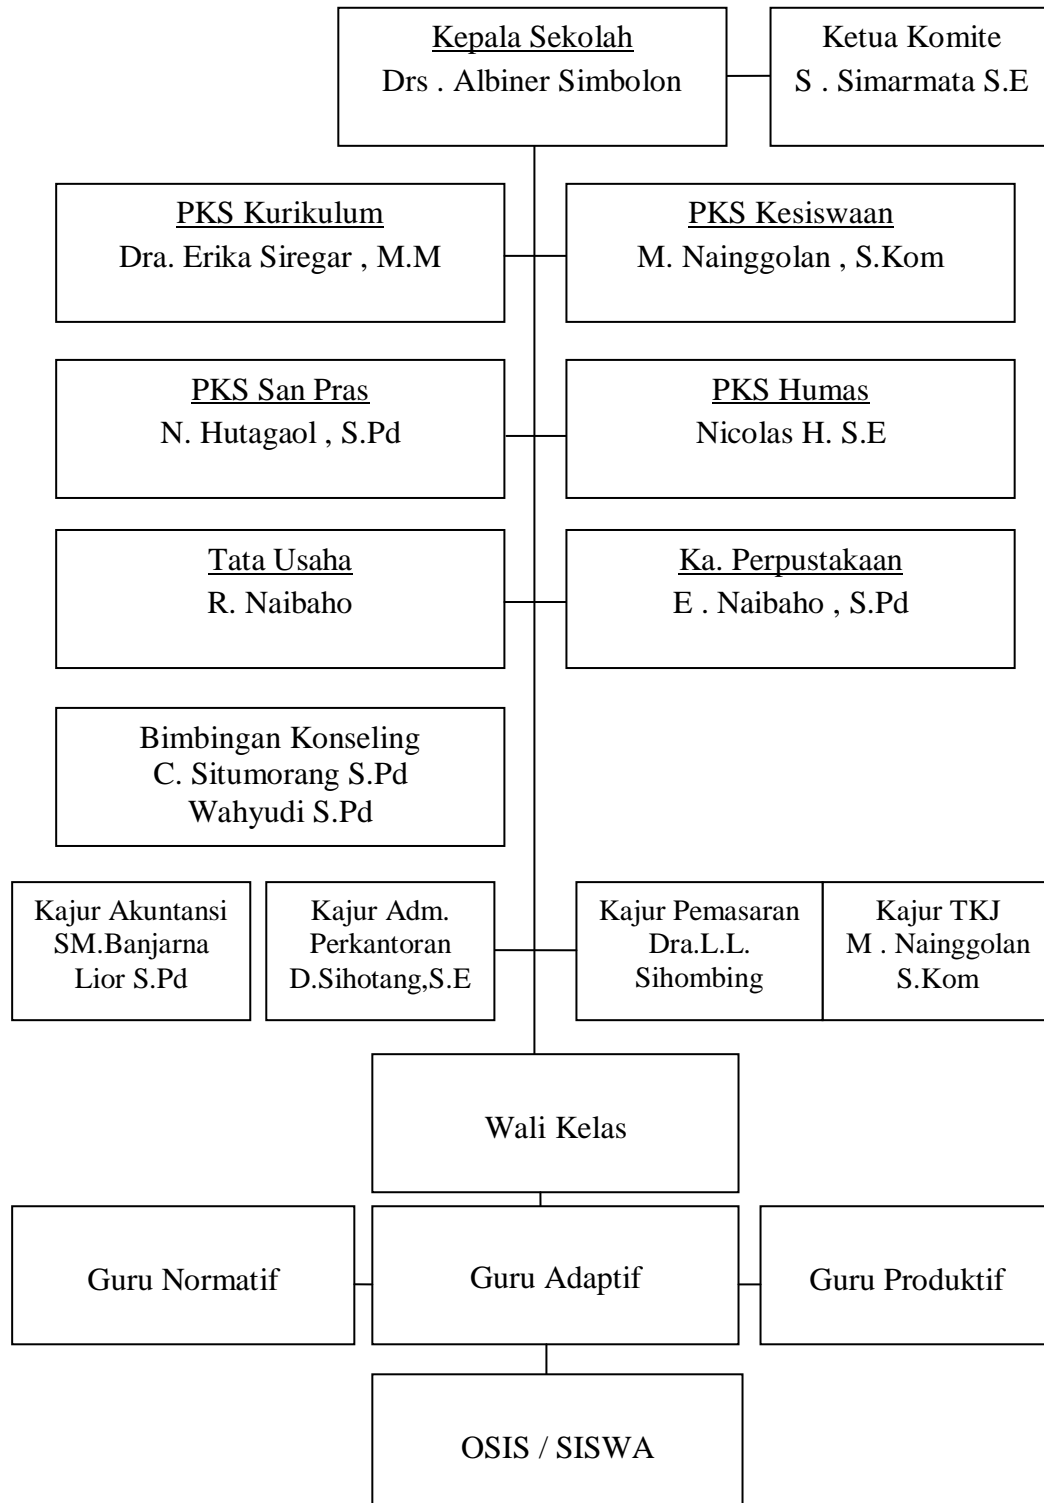 Kepala Sekolah
Drs . Albiner Simbolon
Ketua Komite
S . Simarmata S.E
PKS Kurikulum
Dra. Erika Siregar , M.M
PKS Kesiswaan
M. Nainggolan , S.Kom
PKS San Pras
N. Hutagaol , S.Pd
PKS Humas
Nicolas H. S.E
Tata Usaha
R. Naibaho
Ka. Perpustakaan
E . Naibaho , S.Pd
Bimbingan Konseling
C. Situmorang S.Pd
Wahyudi S.Pd
Kajur Akuntansi
SM.Banjarna
Lior S.Pd
Kajur Adm.
Perkantoran
D.Sihotang,S.E
Kajur Pemasaran
Dra.L.L.
Sihombing
Kajur TKJ
M . Nainggolan
S.Kom
Wali Kelas
Guru Normatif
Guru Adaptif
Guru Produktif
OSIS / SISWA